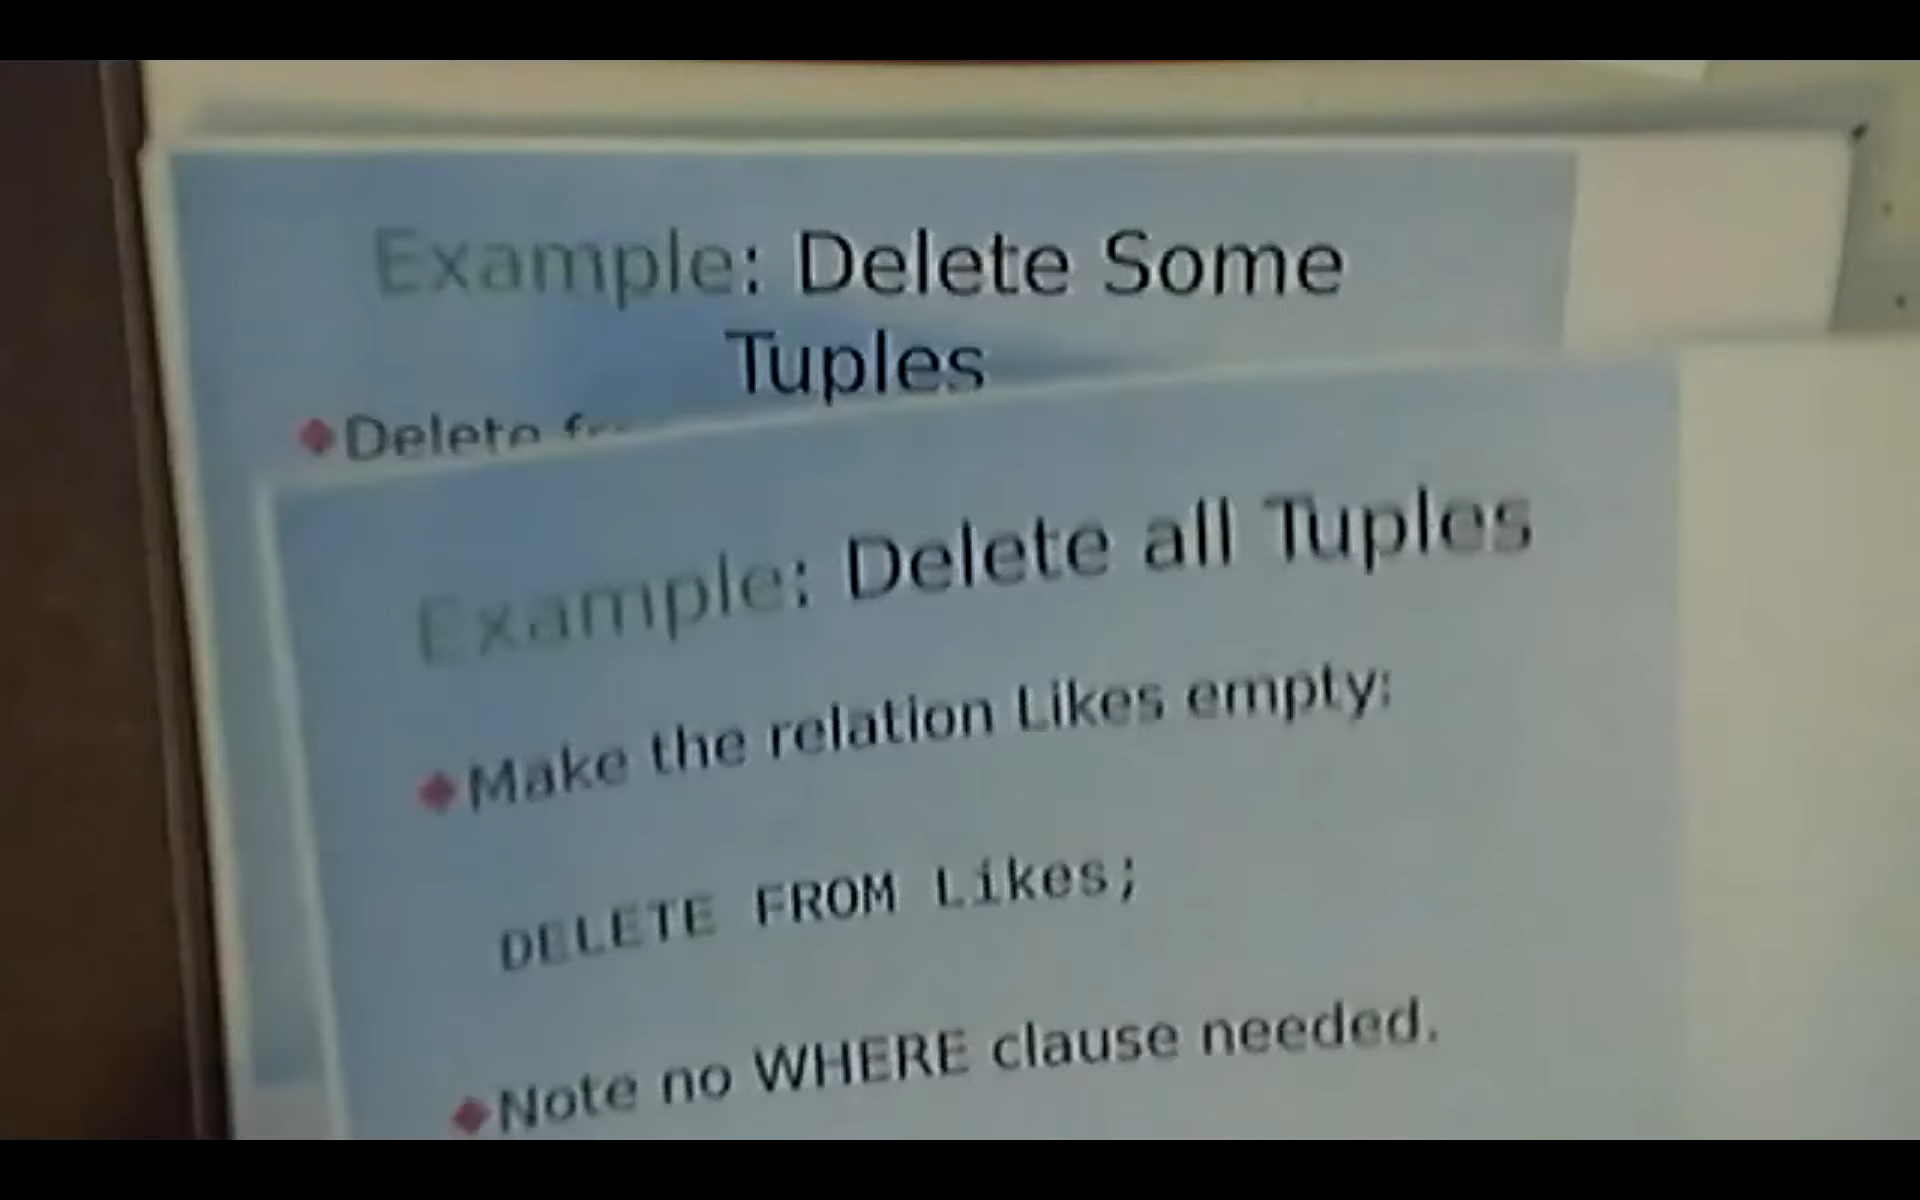 Example: Delete Some
Tuples
Delete
Example: Delete all Tuples
Make the relation Likes empty:
DELETE FROM Likes;
Note no WHERE clause needed.